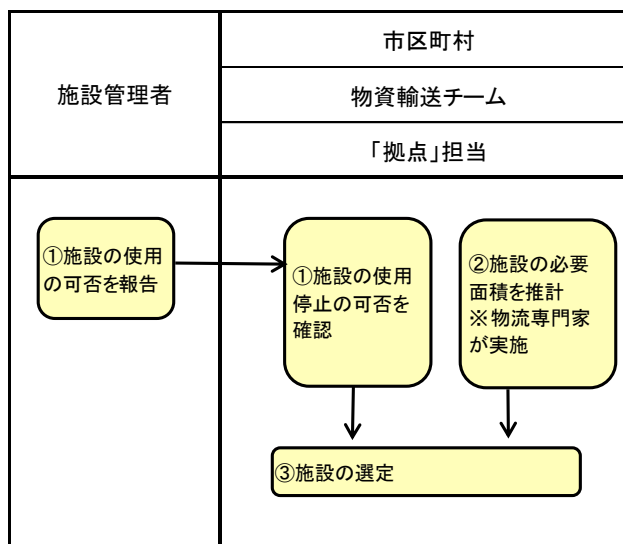 施設管理者
市区町村
物資輸送チーム
「拠点」担当
①施設の使用
の可否を報告
①施設の使用
停止の可否を
確認
②施設の必要
面積を推計
※物流専門家
が実施
③施設の選定